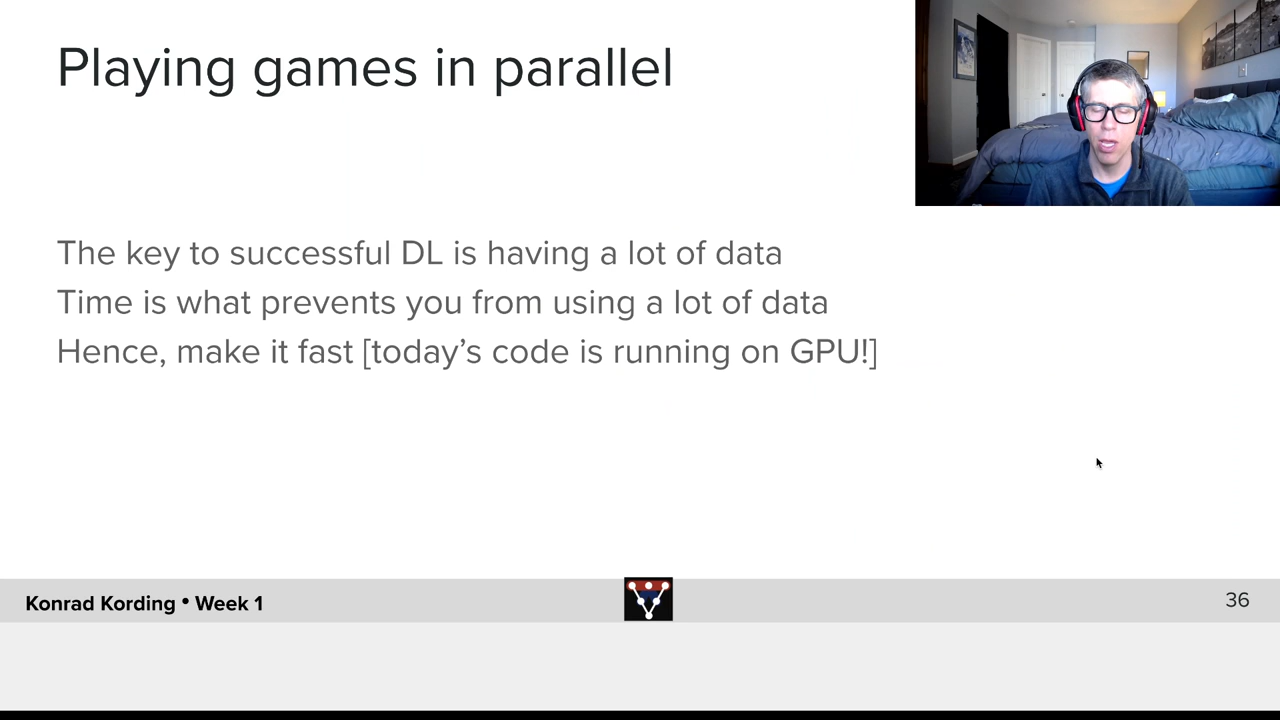 Playing games in parallel
The key to successful DL is having a lot of data
Time is what prevents you from using a lot of data
Hence, make it fast [today’s code is running on GPU!]
Konrad Kording • Week 1
36